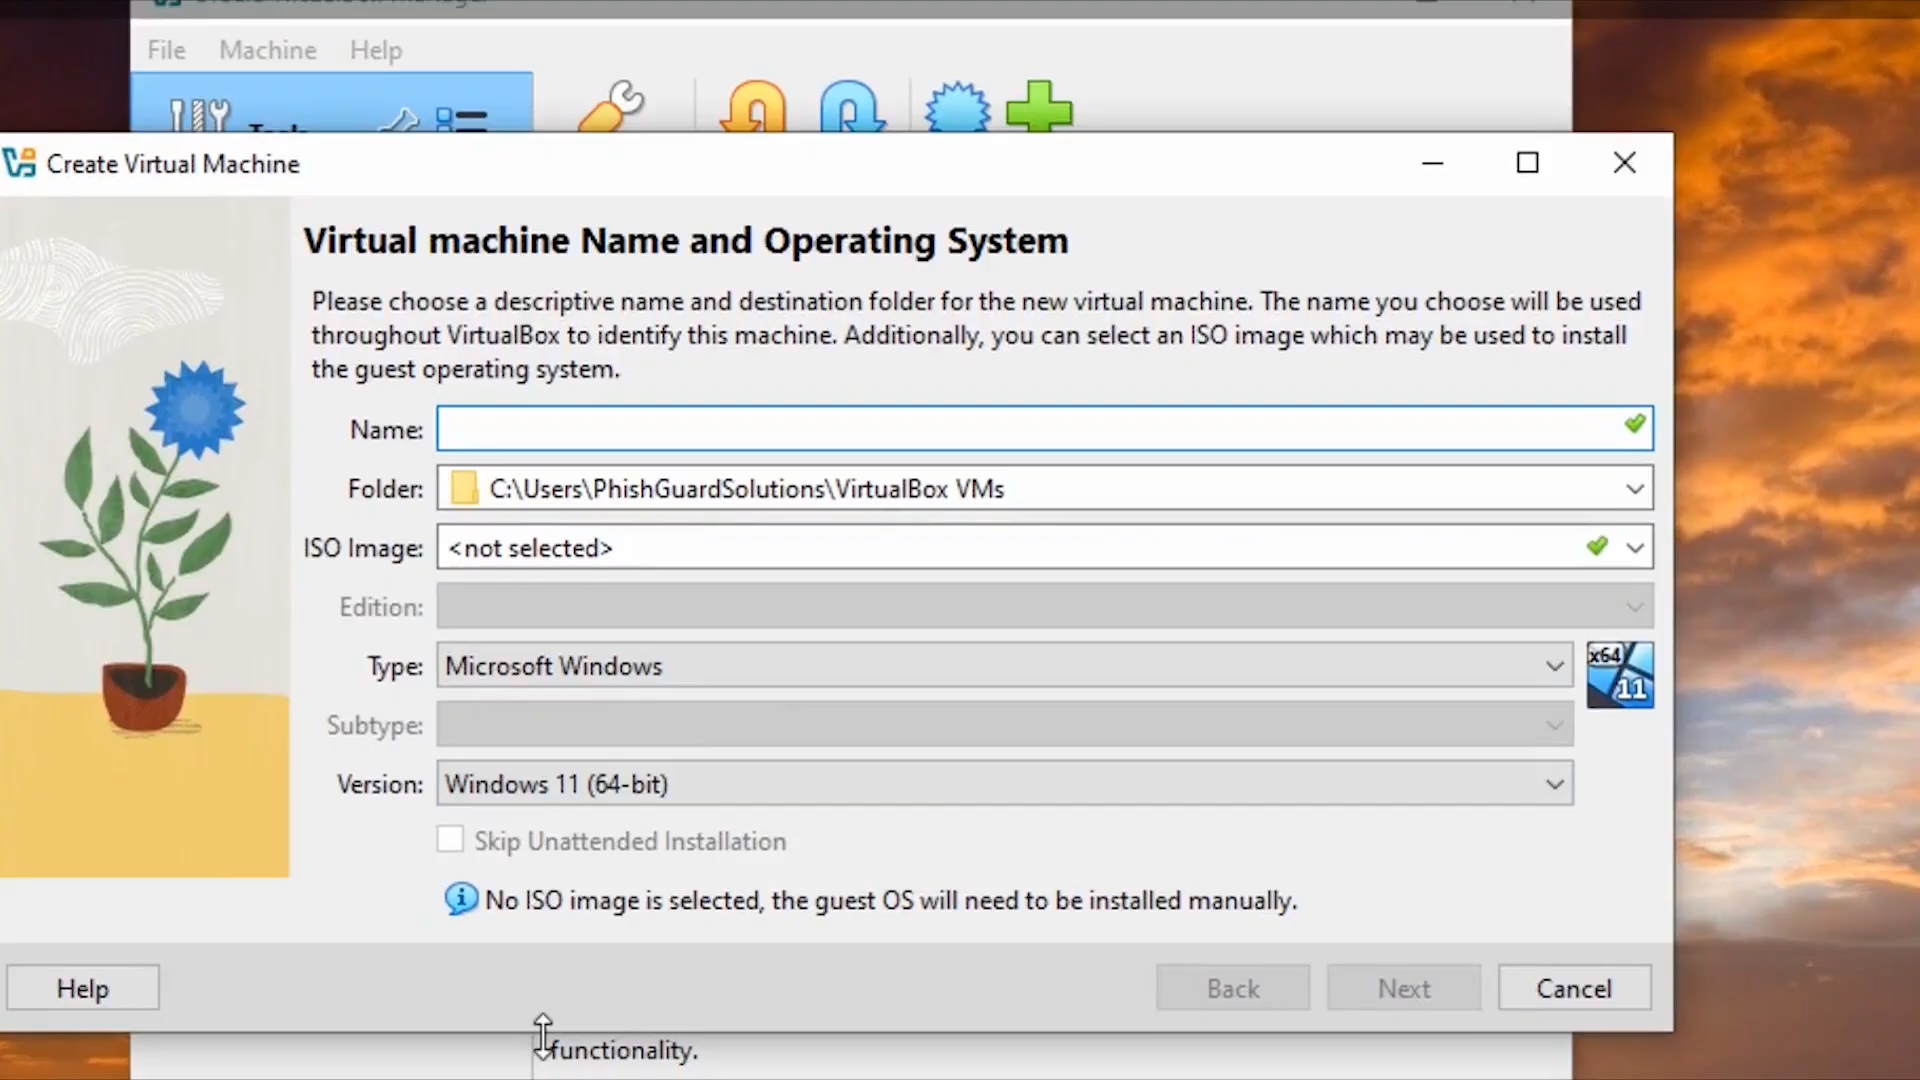 File Machine Help
Tools
Create Virtual Machine
Virtual machine Name and Operating System
Please choose a descriptive name and destination folder for the new virtual machine. The name you choose will be used
throughout VirtualBox to identify this machine. Additionally, you can select an ISO image which may be used to install
the guest operating system.
Name:
Folder: C:\Users\PhishGuardSolutions\VirtualBox VMs
ISO Image: <not selected>
Edition:
Type: Microsoft Windows
x64
11
Subtype:
Version: Windows 11 (64-bit)
Skip Unattended Installation
No ISO image is selected, the guest OS will need to be installed manually.
Help Back Next Cancel
functionality.